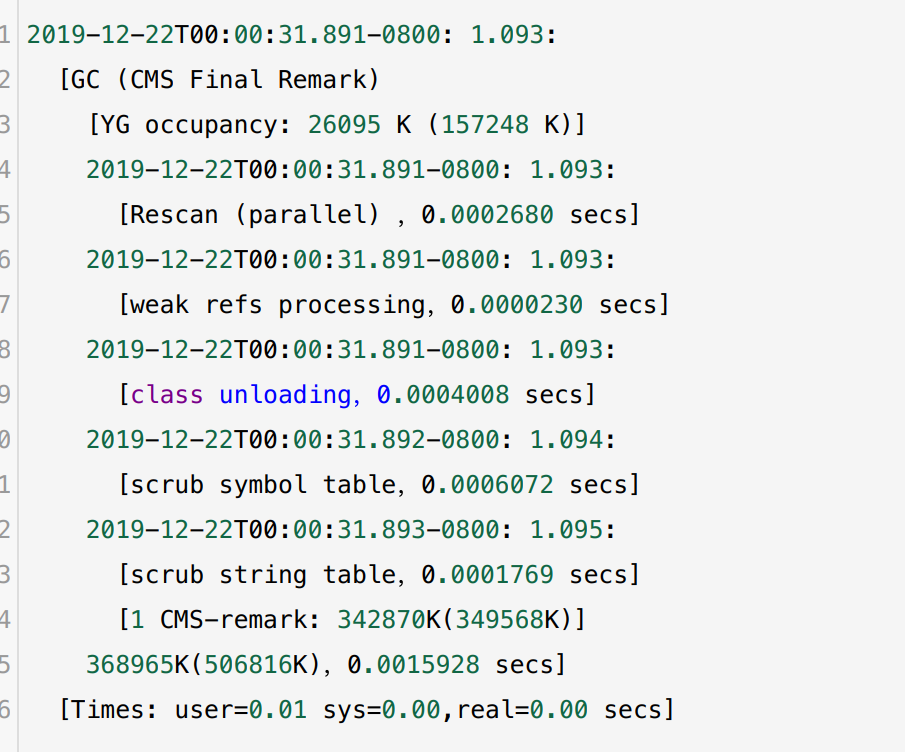 1 2019-12-22T00:00:31.891-0800: 1.093:
2 [GC (CMS Final Remark)
3 [YG occupancy: 26095 K (157248 K)]
4 2019-12-22T00:00:31.891-0800: 1.093:
5 [Rescan (parallel) , 0.0002680 secs]
6 2019-12-22T00:00:31.891-0800: 1.093:
7 [weak refs processing, 0.0000230 secs]
8 2019-12-22T00:00:31.891-0800: 1.093:
9 [class unloading, 0.0004008 secs]
0 2019-12-22T00:00:31.892-0800: 1.094:
1 [scrub symbol table, 0.0006072 secs]
2 2019-12-22T00:00:31.893-0800: 1.095:
3 [scrub string table, 0.0001769 secs]
4 [1 CMS-remark: 342870K(349568K)]
5 368965K(506816K), 0.0015928 secs]
6 [Times: user=0.01 sys=0.00,real=0.00 secs]